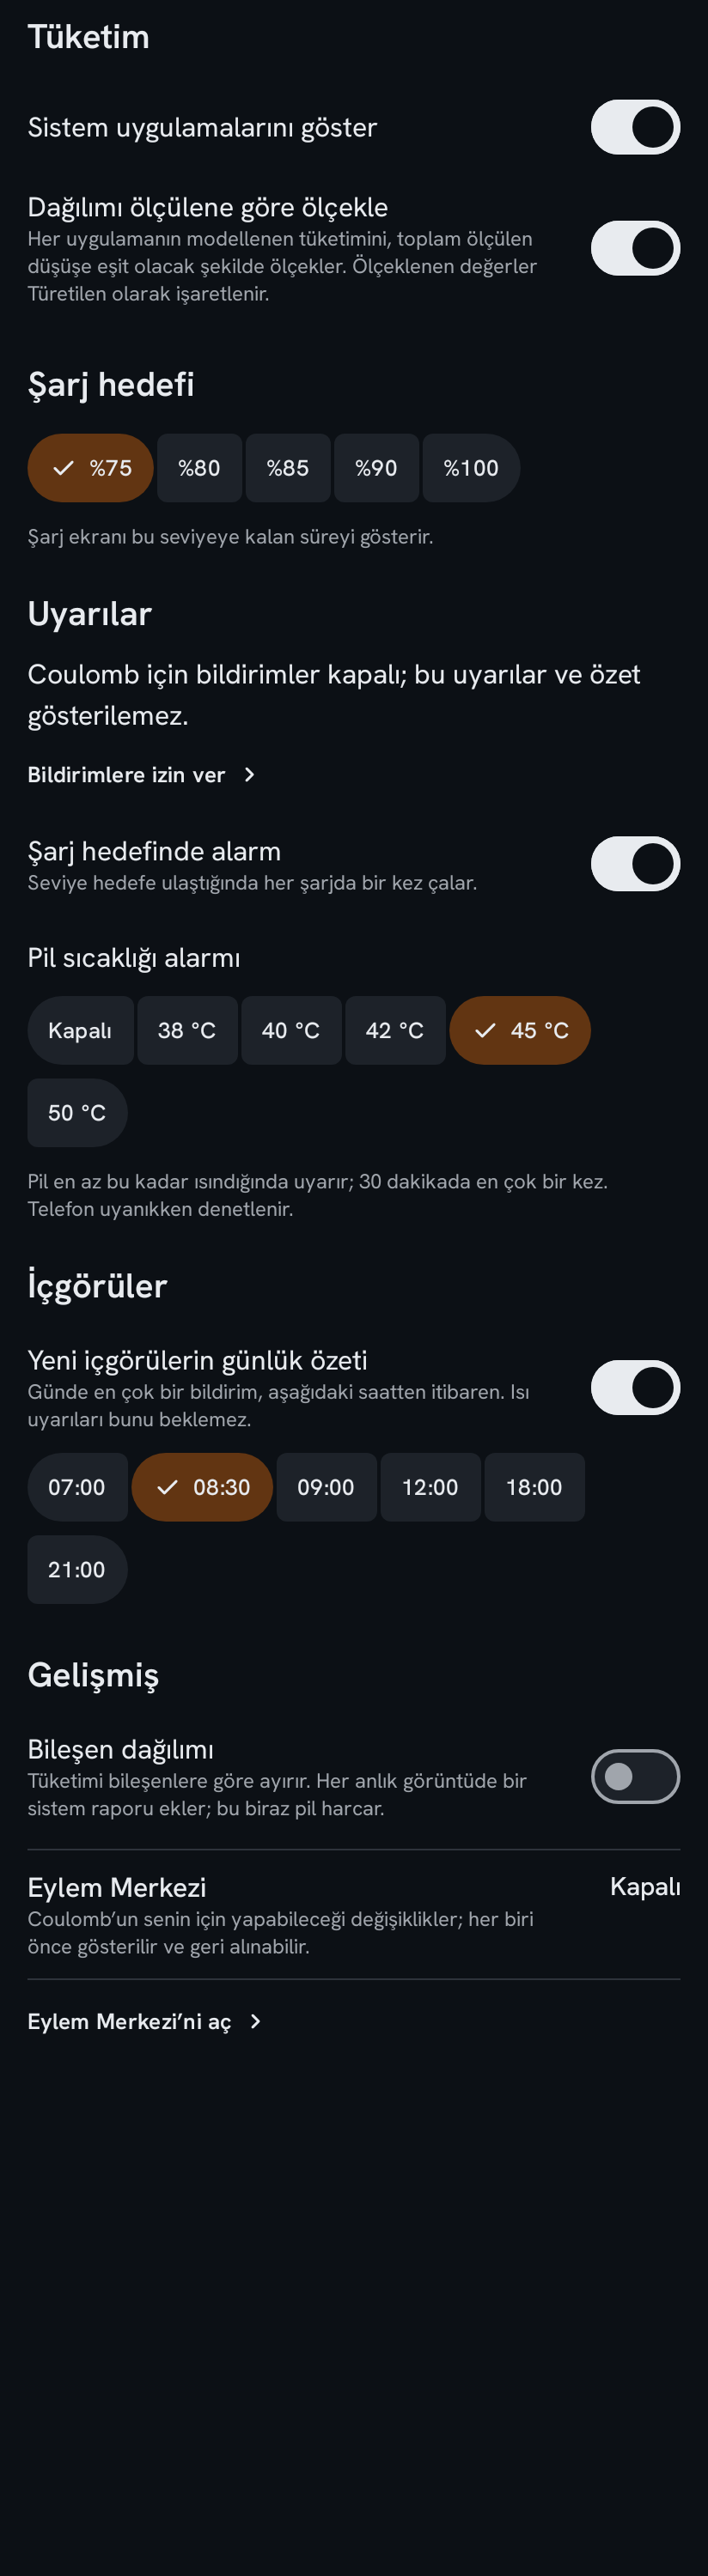 Tüketim
Sistem uygulamalarını göster
Dağılımı ölçülene göre ölçekle
Her uygulamanın modellenen tüketimini, toplam ölçülen
düşüşe eşit olacak şekilde ölçekler. Ölçeklenen değerler
Türetilen olarak işaretlenir.
Şarj hedefi
%75 %80 %85 %90 %100
Şarj ekranı bu seviyeye kalan süreyi gösterir.
Uyarılar
Coulomb için bildirimler kapalı; bu uyarılar ve özet
gösterilemez.
Bildirimlere izin ver
Şarj hedefinde alarm
Seviye hedefe ulaştığında her şarjda bir kez çalar.
Pil sıcaklığı alarmı
Kapalı 38 °C 40 °C 42 °C 45 °C
50 °C
Pil en az bu kadar ısındığında uyarır; 30 dakikada en çok bir kez.
Telefon uyanıkken denetlenir.
İçgörüler
Yeni içgörülerin günlük özeti
Günde en çok bir bildirim, aşağıdaki saatten itibaren. Isı
uyarıları bunu beklemez.
07:00 08:30 09:00 12:00 18:00
21:00
Gelişmiş
Bileşen dağılımı
Tüketimi bileşenlere göre ayırır. Her anlık görüntüde bir
sistem raporu ekler; bu biraz pil harcar.
Eylem Merkezi Kapalı
Coulomb’un senin için yapabileceği değişiklikler; her biri
önce gösterilir ve geri alınabilir.
Eylem Merkezi’ni aç